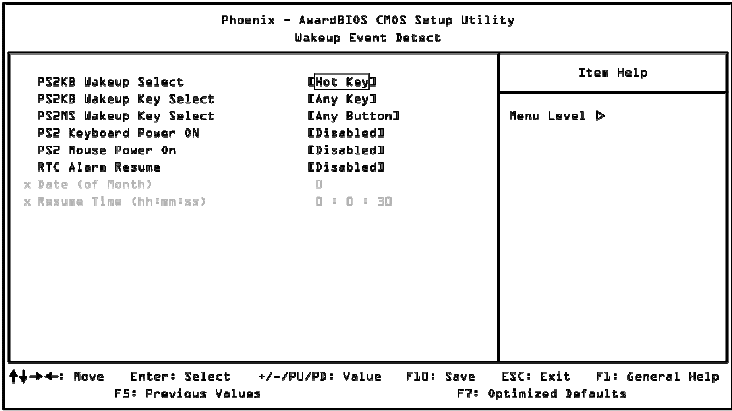 Phoenix - AwardBIOS CMOS Setup Utility
Wakeup Event Detect
PS2KB Wakeup Select [Hot Key]
PS2KB Wakeup Key Select [Any Key]
PS2MS Wakeup Key Select [Any Button]
PS2 Keyboard Power ON [Disabled]
PS2 Mouse Power On [Disabled]
RTC Alarm Resume [Disabled]
x Date (of Month) 0
x Resume Time (hh:mm:ss) 0 : 0 : 30
Item Help
Menu Level ▷
↑↓→←: Move Enter: Select +/-/PU/PD: Value F10: Save ESC: Exit F1: General Help
F5: Previous Values F7: Optimized Defaults